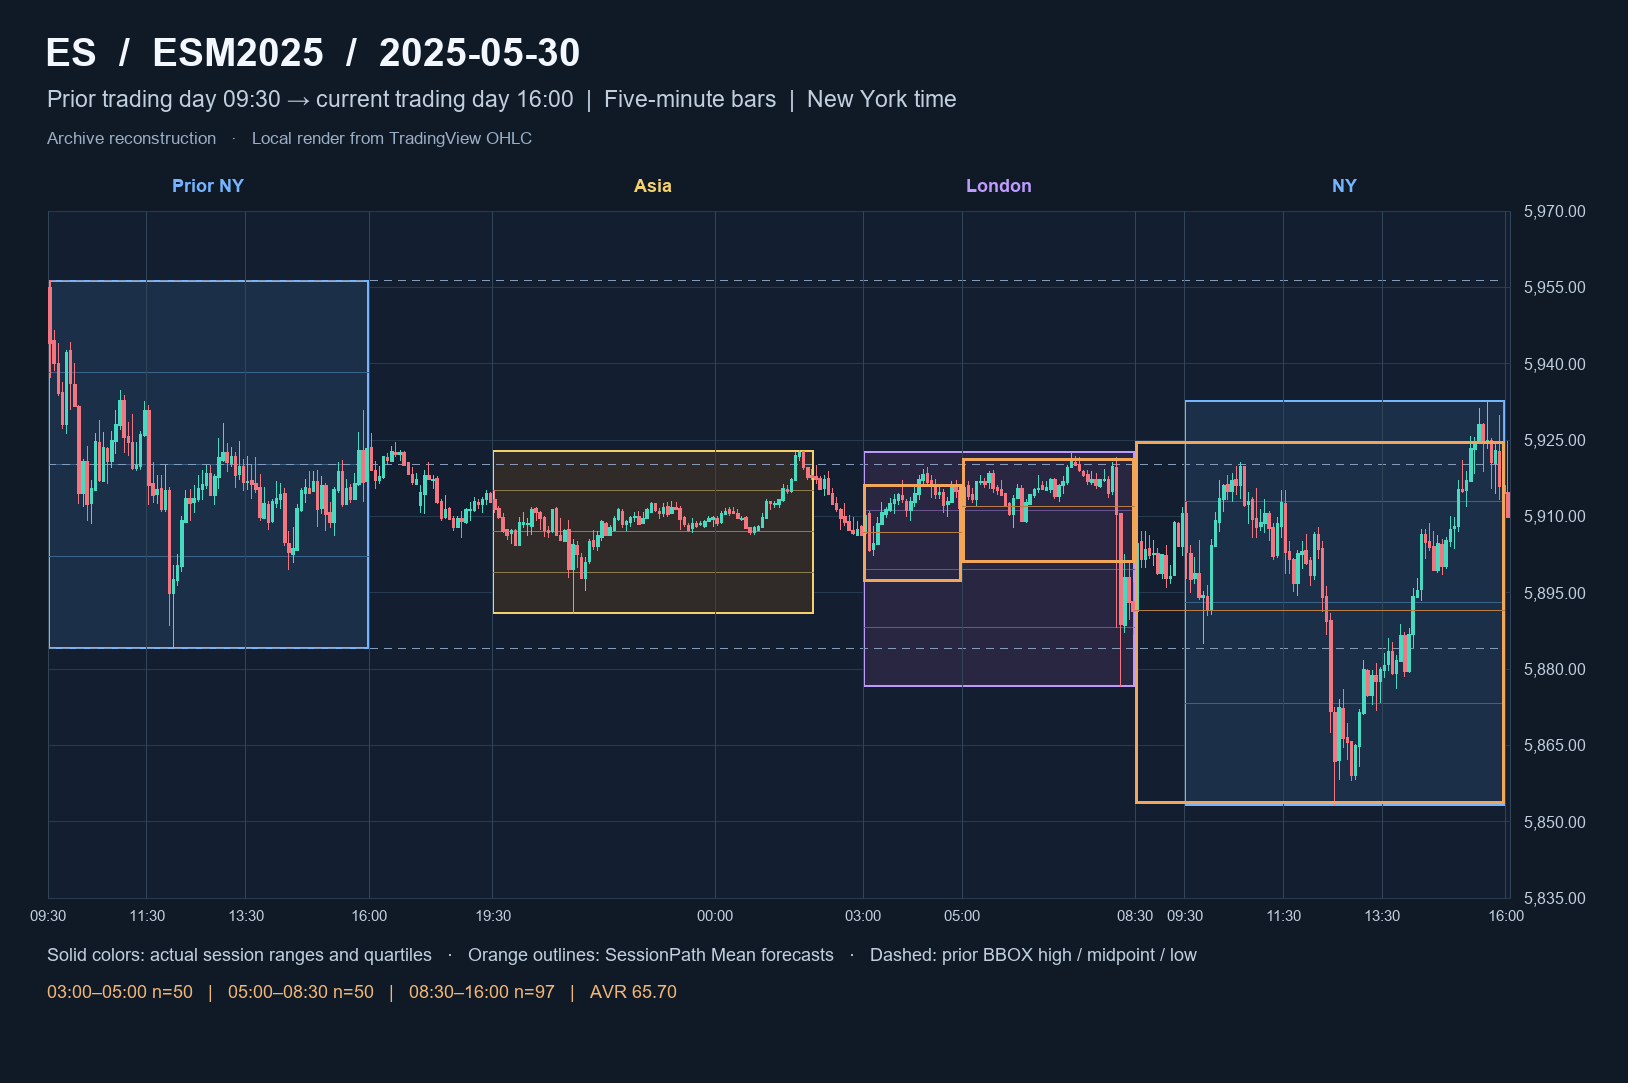 ES / ESM2025 / 2025-05-30
Prior trading day 09:30 → current trading day 16:00 | Five-minute bars | New York time
Archive reconstruction · Local render from TradingView OHLC
Prior NY Asia London NY
5,970.00
5,955.00
5,940.00
5,925.00
5,910.00
5,895.00
5,880.00
5,865.00
5,850.00
5,835.00
09:30 11:30 13:30 16:00 19:30 00:00 03:00 05:00 08:30 09:30 11:30 13:30 16:00
Solid colors: actual session ranges and quartiles · Orange outlines: SessionPath Mean forecasts · Dashed: prior BBOX high / midpoint / low
03:00–05:00 n=50 | 05:00–08:30 n=50 | 08:30–16:00 n=97 | AVR 65.70